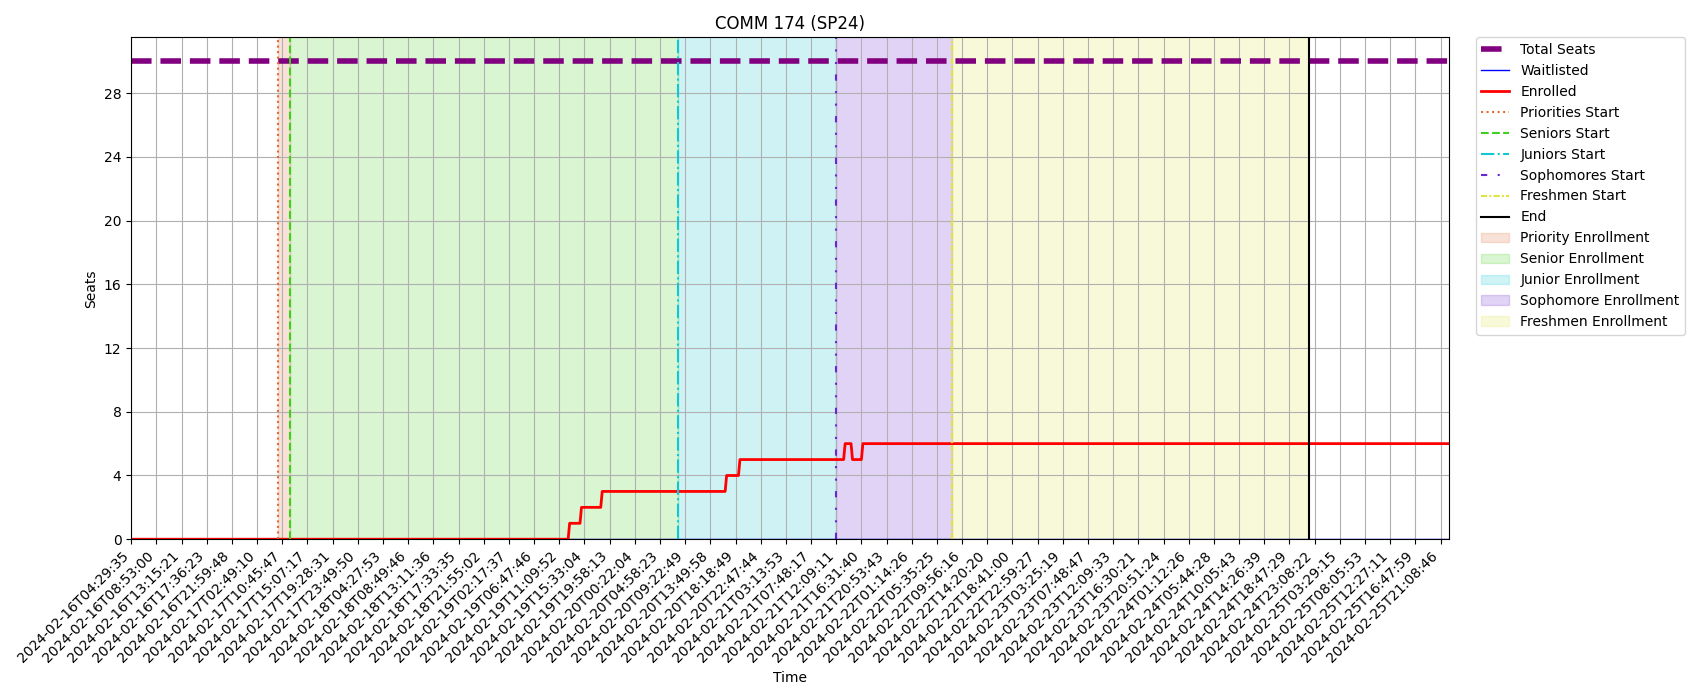 COMM 174 (SP24)
Seats
28
24
20
16
12
8
4
0
2024-02-16T04:29:35
2024-02-16T08:53:00
2024-02-16T13:15:21
2024-02-16T17:36:23
2024-02-16T21:59:48
2024-02-17T02:49:10
2024-02-17T10:45:47
2024-02-17T15:07:17
2024-02-17T19:28:31
2024-02-17T23:49:50
2024-02-18T04:27:53
2024-02-18T08:49:46
2024-02-18T13:11:36
2024-02-18T17:33:35
2024-02-18T21:55:02
2024-02-19T02:17:37
2024-02-19T06:47:46
2024-02-19T11:09:52
2024-02-19T15:33:04
2024-02-19T19:58:13
2024-02-20T00:22:04
2024-02-20T04:58:23
2024-02-20T09:22:49
2024-02-20T13:49:58
2024-02-20T18:18:49
2024-02-20T22:47:44
2024-02-21T03:13:53
2024-02-21T07:48:17
2024-02-21T12:09:11
2024-02-21T16:31:40
2024-02-21T20:53:43
2024-02-22T01:14:26
2024-02-22T05:35:25
2024-02-22T09:56:16
2024-02-22T14:20:20
2024-02-22T18:41:00
2024-02-22T22:59:27
2024-02-23T03:25:19
2024-02-23T07:48:47
2024-02-23T12:09:33
2024-02-23T16:30:21
2024-02-23T20:51:24
2024-02-24T01:12:26
2024-02-24T05:44:28
2024-02-24T10:05:43
2024-02-24T14:26:39
2024-02-24T18:47:29
2024-02-24T23:08:22
2024-02-25T03:29:15
2024-02-25T08:05:53
2024-02-25T12:27:11
2024-02-25T16:47:59
2024-02-25T21:08:46
Time
Total Seats
Waitlisted
Enrolled
Priorities Start
Seniors Start
Juniors Start
Sophomores Start
Freshmen Start
End
Priority Enrollment
Senior Enrollment
Junior Enrollment
Sophomore Enrollment
Freshmen Enrollment